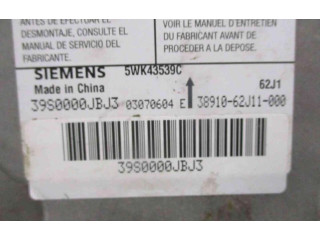 ANTES DE EFECTUAR EL
DESMONTAJE, CONSULTE EL
MANUAL DE SERVICIO DEL
FABRICANTE.
VOIR LE MANUEL D'ENTRETIEN
DU FABRICANT AVANT DE
PROCEDER A LA DEPOSE.
SIEMENS 5WK43539C
Made in China 62J1
39S0000JBJ3 03070604 E 38910-62J11-000
39S0000JBJ3